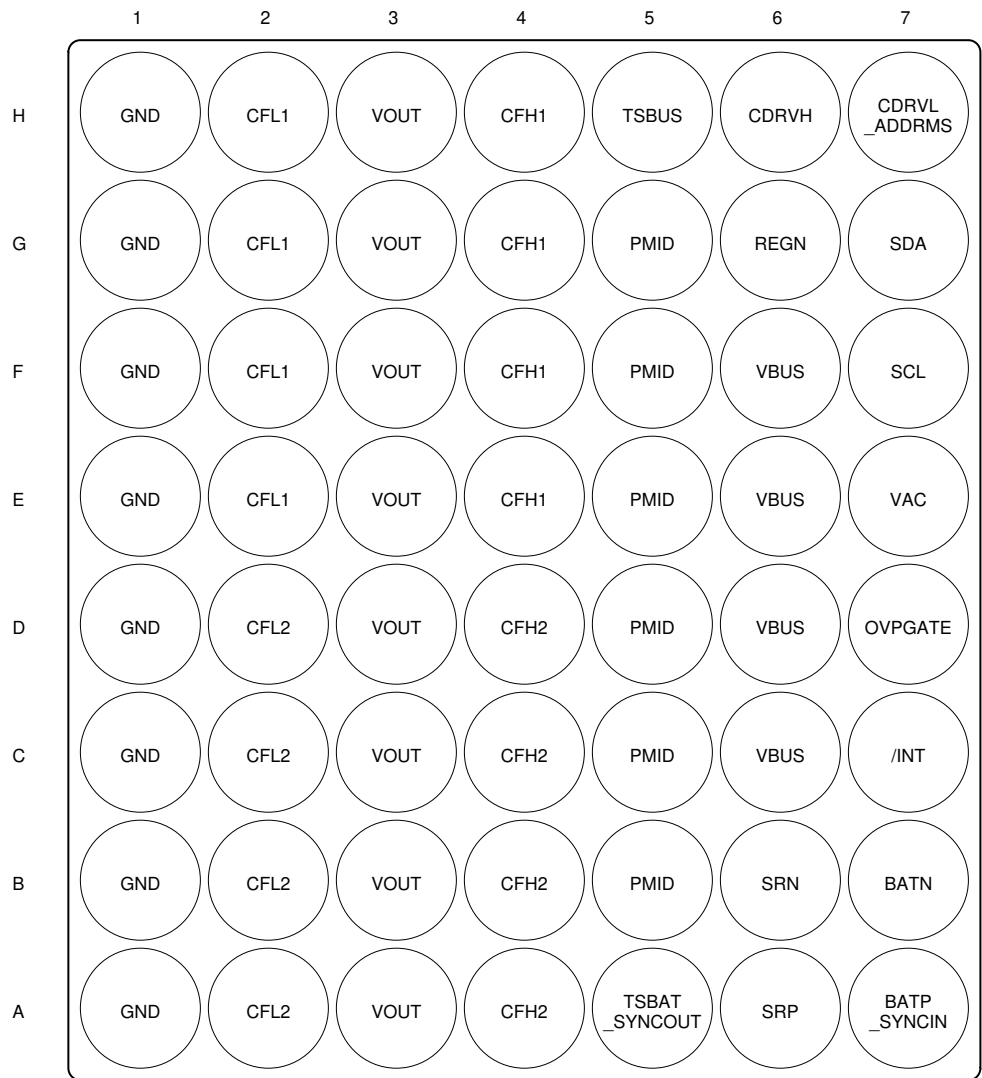 1 2 3 4 5 6 7
H GND CFL1 VOUT CFH1 TSBUS CDRVH CDRVL
_ADDRMS
G GND CFL1 VOUT CFH1 PMID REGN SDA
F GND CFL1 VOUT CFH1 PMID VBUS SCL
E GND CFL1 VOUT CFH1 PMID VBUS VAC
D GND CFL2 VOUT CFH2 PMID VBUS OVPGATE
C GND CFL2 VOUT CFH2 PMID VBUS /INT
B GND CFL2 VOUT CFH2 PMID SRN BATN
A GND CFL2 VOUT CFH2 TSBAT
_SYNCOUT SRP BATP
_SYNCIN